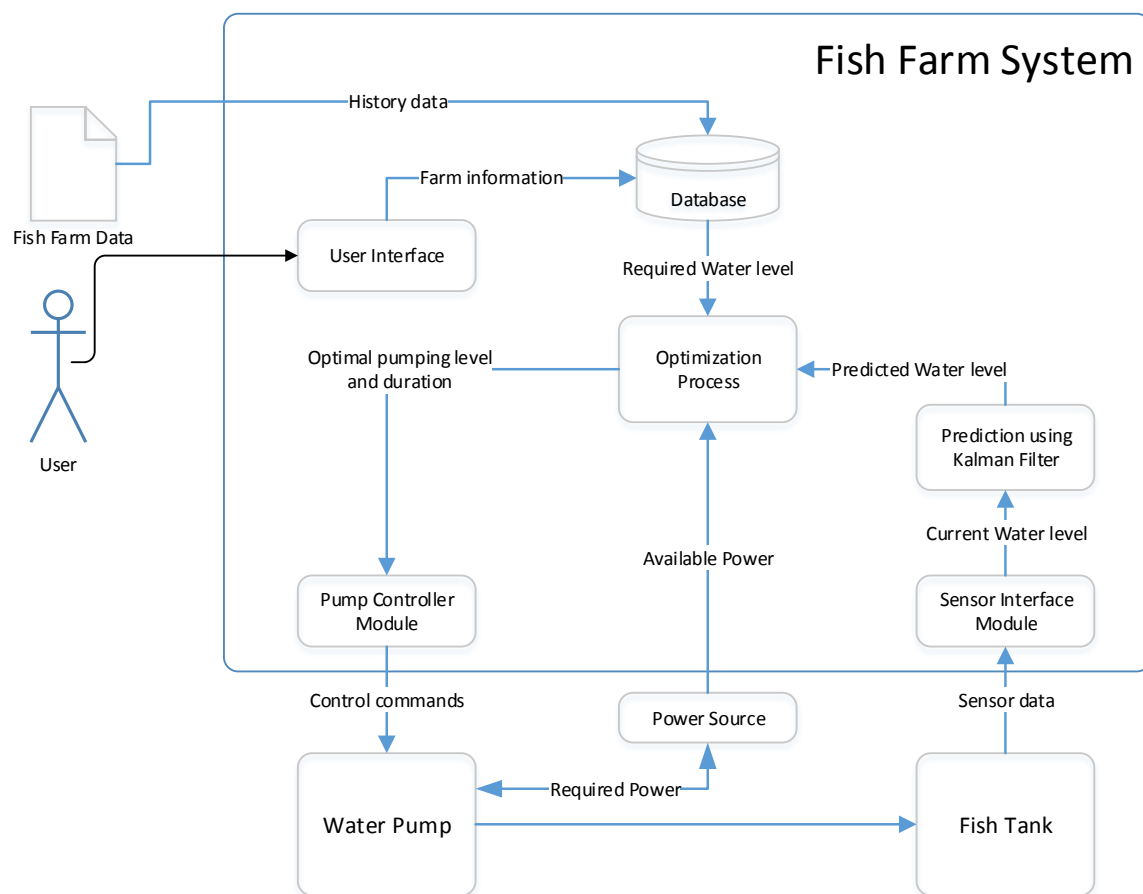 Fish Farm System
History data
Farm information
Database
Fish Farm Data
User Interface
Required Water level
Optimal pumping level
and duration
Optimization
Process
Predicted Water level
User
Prediction using
Kalman Filter
Current Water level
Available Power
Pump Controller
Module
Sensor Interface
Module
Control commands
Power Source
Sensor data
Required Power
Water Pump
Fish Tank